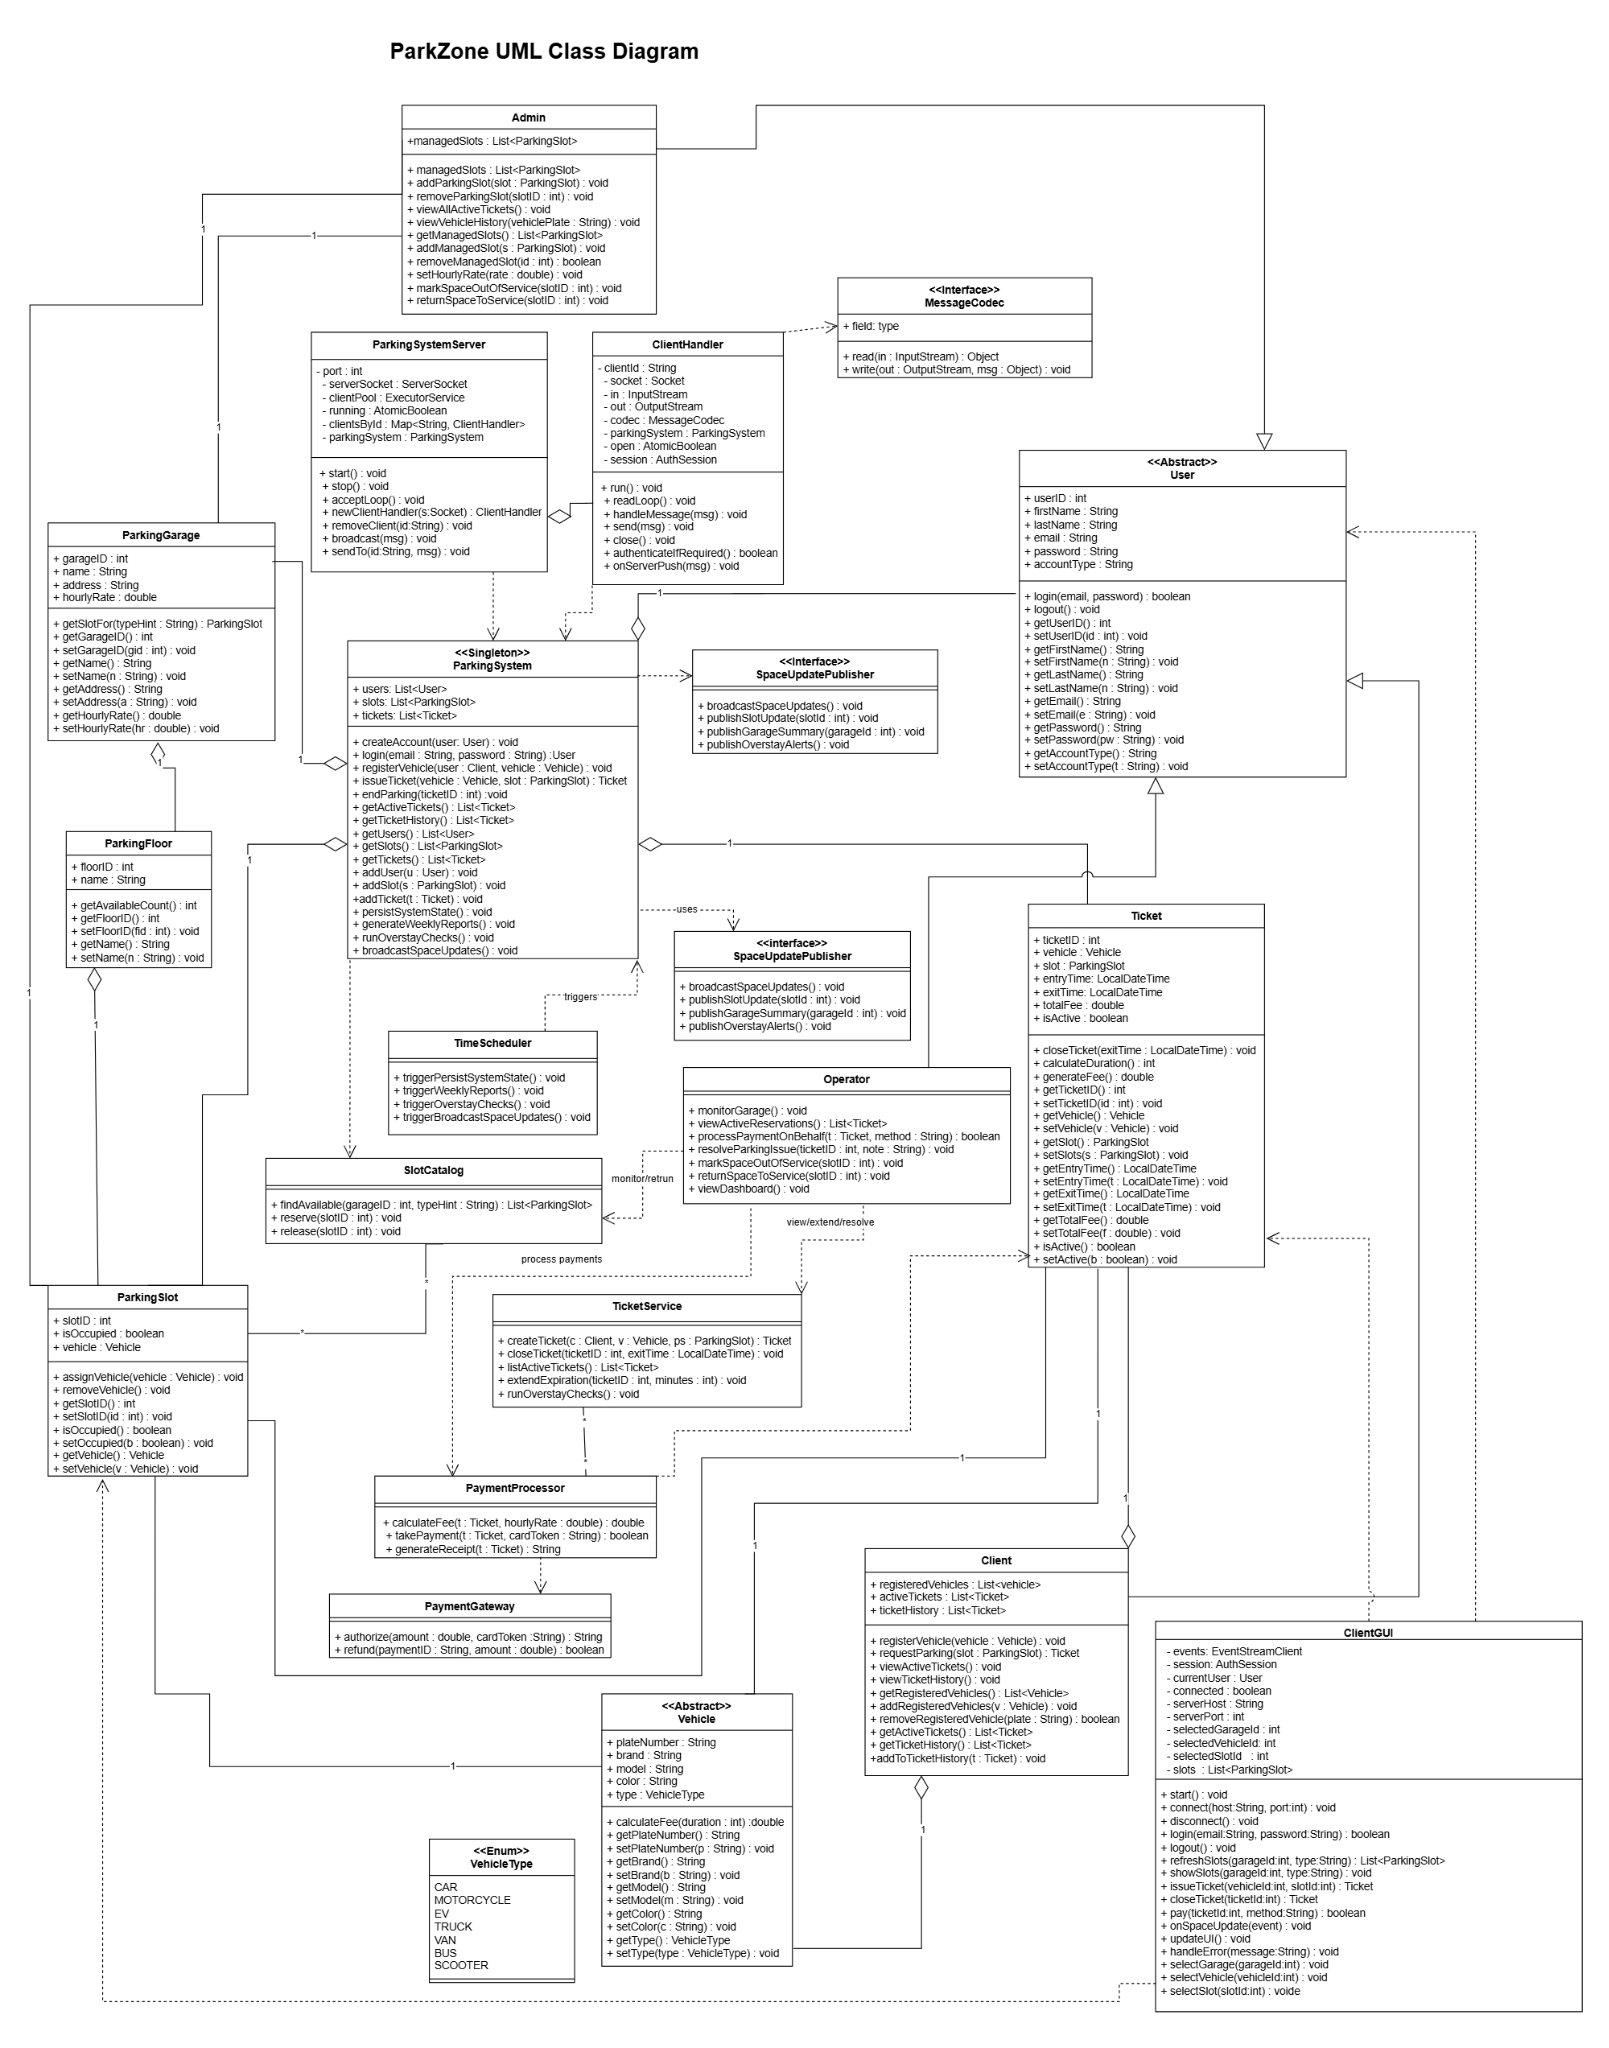 ParkZone UML Class Diagram
Admin
+managedSlots : List<ParkingSlot>
+ managedSlots : List<ParkingSlot>
+ addParkingSlot(slot : ParkingSlot) : void
+ removeParkingSlot(slotID : int) : void
+ viewAllActiveTickets() : void
+ viewVehicleHistory(vehiclePlate : String) : void
+ getManagedSlots() : List<ParkingSlot>
+ addManagedSlot(s : ParkingSlot) : void
+ removeManagedSlot(id : int) : boolean
+ setHourlyRate(rate : double) : void
+ markSpaceOutOfService(slotID : int) : void
+ returnSpaceToService(slotID : int) : void
1
1
1
1
<<Interface>>
MessageCodec
+ field: type
+ read(in : InputStream) : Object
+ write(out : OutputStream, msg : Object) : void
ParkingSystemServer
- port : int
- serverSocket : ServerSocket
- clientPool : ExecutorService
- running : AtomicBoolean
- clientsById : Map<String, ClientHandler>
- parkingSystem : ParkingSystem
+ start() : void
+ stop() : void
+ acceptLoop() : void
+ newClientHandler(s:Socket) : ClientHandler
+ removeClient(id:String) : void
+ broadcast(msg) : void
+ sendTo(id:String, msg) : void
ClientHandler
- clientId : String
- socket : Socket
- in : InputStream
- out : OutputStream
- codec : MessageCodec
- parkingSystem : ParkingSystem
- open : AtomicBoolean
- session : AuthSession
+ run() : void
+ readLoop() : void
+ handleMessage(msg) : void
+ send(msg) : void
+ close() : void
+ authenticateIfRequired() : boolean
+ onServerPush(msg) : void
<<Abstract>>
User
+ userID : int
+ firstName : String
+ lastName : String
+ email : String
+ password : String
+ accountType : String
+ login(email, password) : boolean
+ logout() : void
+ getUserID() : int
+ setUserID(id : int) : void
+ getFirstName() : String
+ setFirstName(n : String) : void
+ getLastName() : String
+ setLastName(n : String) : void
+ getEmail() : String
+ setEmail(e : String) : void
+ getPassword() : String
+ setPassword(pw : String) : void
+ getAccountType() : String
+ setAccountType(t : String) : void
ParkingGarage
+ garageID : int
+ name : String
+ address : String
+ hourlyRate : double
+ getSlotFor(typeHint : String) : ParkingSlot
+ getGarageID() : int
+ setGarageID(gid : int) : void
+ getName() : String
+ setName(n : String) : void
+ getAddress() : String
+ setAddress(a : String) : void
+ getHourlyRate() : double
+ setHourlyRate(hr : double) : void
1
1
1
<<Singleton>>
ParkingSystem
+ users: List<User>
+ slots: List<ParkingSlot>
+ tickets: List<Ticket>
+ createAccount(user: User) : void
+ login(email : String, password : String) :User
+ registerVehicle(user : Client, vehicle : Vehicle) : void
+ issueTicket(vehicle : Vehicle, slot : ParkingSlot) : Ticket
+ endParking(ticketID : int) :void
+ getActiveTickets() : List<Ticket>
+ getTicketHistory() : List<Ticket>
+ getUsers() : List<User>
+ getSlots() : List<ParkingSlot>
+ getTickets() : List<Ticket>
+ addUser(u : User) : void
+ addSlot(s : ParkingSlot) : void
+addTicket(t : Ticket) : void
+ persistSystemState() : void
+ generateWeeklyReports() : void
+ runOverstayChecks() : void
+ broadcastSpaceUpdates() : void
<<Interface>>
SpaceUpdatePublisher
+ broadcastSpaceUpdates() : void
+ publishSlotUpdate(slotId : int) : void
+ publishGarageSummary(garageId : int) : void
+ publishOverstayAlerts() : void
ParkingFloor
+ floorID : int
+ name : String
+ getAvailableCount() : int
+ getFloorID() : int
+ setFloorID(fid : int) : void
+ getName() : String
+ setName(n : String) : void
1
1
1
uses
<<interface>>
SpaceUpdatePublisher
+ broadcastSpaceUpdates() : void
+ publishSlotUpdate(slotId : int) : void
+ publishGarageSummary(garageId : int) : void
+ publishOverstayAlerts() : void
Ticket
+ ticketID : int
+ vehicle : Vehicle
+ slot : ParkingSlot
+ entryTime: LocalDateTime
+ exitTime: LocalDateTime
+ totalFee : double
+ isActive : boolean
+ closeTicket(exitTime : LocalDateTime) : void
+ calculateDuration() : int
+ generateFee() : double
+ getTicketID() : int
+ setTicketID(id : int) : void
+ getVehicle() : Vehicle
+ setVehicle(v : Vehicle) : void
+ getSlot() : ParkingSlot
+ setSlots(s : ParkingSlot) : void
+ getEntryTime() : LocalDateTime
+ setEntryTime(t : LocalDateTime) : void
+ getExitTime() : LocalDateTime
+ setExitTime(t : LocalDateTime) : void
+ getTotalFee() : double
+ setTotalFee(f : double) : void
+ isActive() : boolean
+ setActive(b : boolean) : void
triggers
TimeScheduler
+ triggerPersistSystemState() : void
+ triggerWeeklyReports() : void
+ triggerOverstayChecks() : void
+ triggerBroadcastSpaceUpdates() : void
Operator
+ monitorGarage() : void
+ viewActiveReservations() : List<Ticket>
+ processPaymentOnBehalf(t : Ticket, method : String) : boolean
+ resolveParkingIssue(ticketID : int, note : String) : void
+ markSpaceOutOfService(slotID : int) : void
+ returnSpaceToService(slotID : int) : void
+ viewDashboard() : void
SlotCatalog
+ findAvailable(garageID : int, typeHint : String) : List<ParkingSlot>
+ reserve(slotID : int) : void
+ release(slotID : int) : void
monitor/retrun
view/extend/resolve
process payments
*
*
ParkingSlot
+ slotID : int
+ isOccupied : boolean
+ vehicle : Vehicle
+ assignVehicle(vehicle : Vehicle) : void
+ removeVehicle() : void
+ getSlotID() : int
+ setSlotID(id : int) : void
+ isOccupied() : boolean
+ setOccupied(b : boolean) : void
+ getVehicle() : Vehicle
+ setVehicle(v : Vehicle) : void
TicketService
+ createTicket(c : Client, v : Vehicle, ps : ParkingSlot) : Ticket
+ closeTicket(ticketID : int, exitTime : LocalDateTime) : void
+ listActiveTickets() : List<Ticket>
+ extendExpiration(ticketID : int, minutes : int) : void
+ runOverstayChecks() : void
*
*
1
1
1
1
PaymentProcessor
+ calculateFee(t : Ticket, hourlyRate : double) : double
+ takePayment(t : Ticket, cardToken : String) : boolean
+ generateReceipt(t : Ticket) : String
PaymentGateway
+ authorize(amount : double, cardToken :String) : String
+ refund(paymentID : String, amount : double) : boolean
Client
+ registeredVehicles : List<vehicle>
+ activeTickets : List<Ticket>
+ ticketHistory : List<Ticket>
+ registerVehicle(vehicle : Vehicle) : void
+ requestParking(slot : ParkingSlot) : Ticket
+ viewActiveTickets() : void
+ viewTicketHistory() : void
+ getRegisteredVehicles() : List<Vehicle>
+ addRegisteredVehicles(v : Vehicle) : void
+ removeRegisteredVehicle(plate : String) : boolean
+ getActiveTickets() : List<Ticket>
+ getTicketHistory() : List<Ticket>
+addToTicketHistory(t : Ticket) : void
ClientGUI
- events: EventStreamClient
- session: AuthSession
- currentUser : User
- connected : boolean
- serverHost : String
- serverPort : int
- selectedGarageId : int
- selectedVehicleId: int
- selectedSlotId : int
- slots : List<ParkingSlot>
+ start() : void
+ connect(host:String, port:int) : void
+ disconnect() : void
+ login(email:String, password:String) : boolean
+ logout() : void
+ refreshSlots(garageId:int, type:String) : List<ParkingSlot>
+ showSlots(garageId:int, type:String) : void
+ issueTicket(vehicleId:int, slotId:int) : Ticket
+ closeTicket(ticketId:int) : Ticket
+ pay(ticketId:int, method:String) : boolean
+ onSpaceUpdate(event) : void
+ updateUI() : void
+ handleError(message:String) : void
+ selectGarage(garageId:int) : void
+ selectVehicle(vehicleId:int) : void
+ selectSlot(slotId:int) : voide
<<Abstract>>
Vehicle
+ plateNumber : String
+ brand : String
+ model : String
+ color : String
+ type : VehicleType
+ calculateFee(duration : int) :double
+ getPlateNumber() : String
+ setPlateNumber(p : String) : void
+ getBrand() : String
+ setBrand(b : String) : void
+ getModel() : String
+ setModel(m : String) : void
+ getColor() : String
+ setColor(c : String) : void
+ getType() : VehicleType
+ setType(type : VehicleType) : void
1
1
<<Enum>>
VehicleType
CAR
MOTORCYCLE
EV
TRUCK
VAN
BUS
SCOOTER